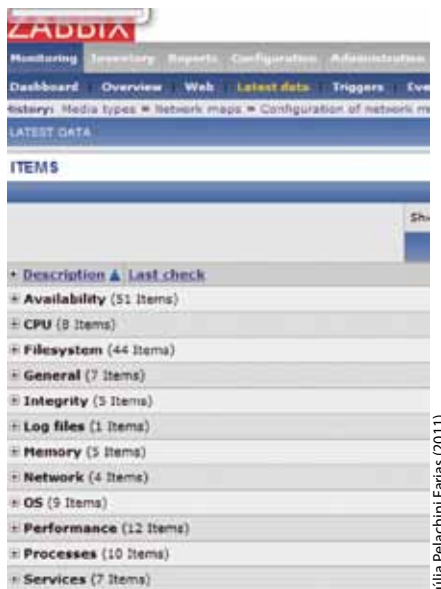 ZABBIX
Monitoring Inventory Reports Configuration Administration
Dashboard Overview Web Latest data Triggers
History: Media types » Network maps » Configuration of network
LATEST DATA
ITEMS
Description Last check
Availability (51 Items)
CPU (8 Items)
Filesystem (44 Items)
General (7 Items)
Integrity (5 Items)
Log files (1 Items)
Memory (5 Items)
Network (4 Items)
OS (9 Items)
Performance (12 Items)
Processes (10 Items)
Services (7 Items)
Pelachini Farias (2011)